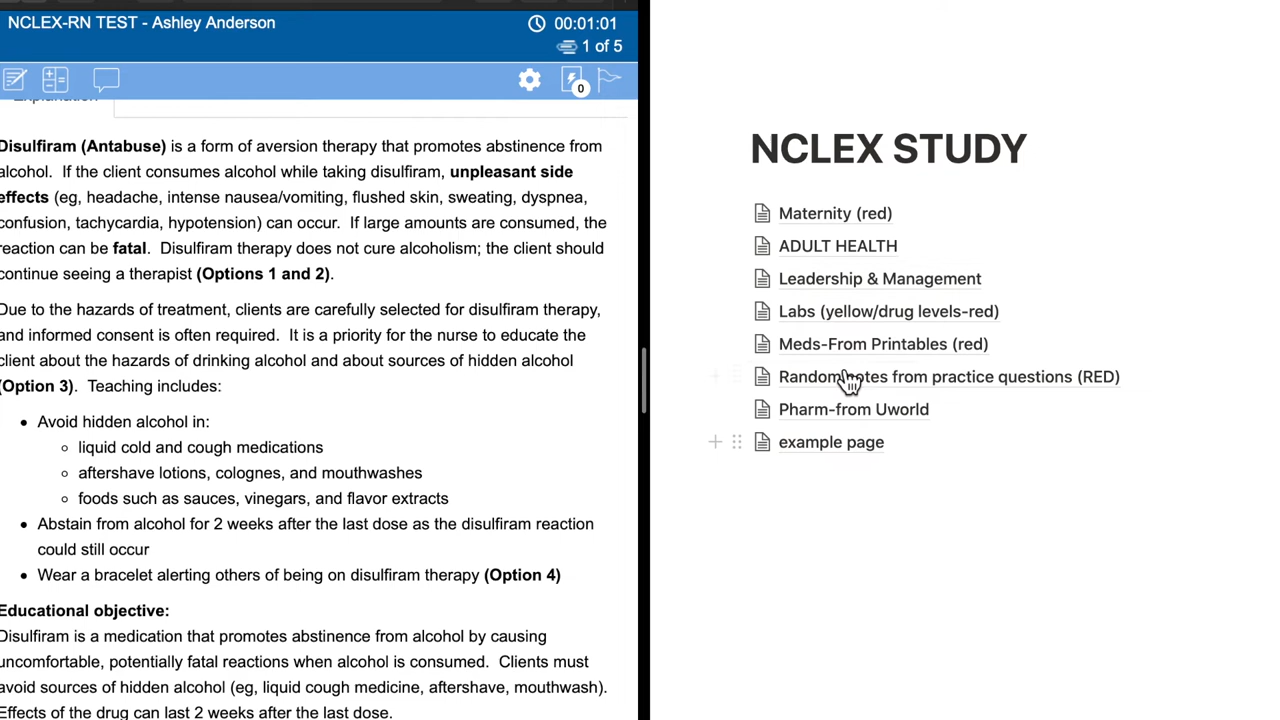 NCLEX-RN TEST - Ashley Anderson
00:01:01
1 of 5
0
Explanation
Disulfiram (Antabuse) is a form of aversion therapy that promotes abstinence from
alcohol. If the client consumes alcohol while taking disulfiram, unpleasant side
effects (eg, headache, intense nausea/vomiting, flushed skin, sweating, dyspnea,
confusion, tachycardia, hypotension) can occur. If large amounts are consumed, the
reaction can be fatal. Disulfiram therapy does not cure alcoholism; the client should
continue seeing a therapist (Options 1 and 2).
Due to the hazards of treatment, clients are carefully selected for disulfiram therapy,
and informed consent is often required. It is a priority for the nurse to educate the
client about the hazards of drinking alcohol and about sources of hidden alcohol
(Option 3). Teaching includes:
Avoid hidden alcohol in:
liquid cold and cough medications
aftershave lotions, colognes, and mouthwashes
foods such as sauces, vinegars, and flavor extracts
Abstain from alcohol for 2 weeks after the last dose as the disulfiram reaction
could still occur
Wear a bracelet alerting others of being on disulfiram therapy (Option 4)
Educational objective:
Disulfiram is a medication that promotes abstinence from alcohol by causing
uncomfortable, potentially fatal reactions when alcohol is consumed. Clients must
avoid sources of hidden alcohol (eg, liquid cough medicine, aftershave, mouthwash).
Effects of the drug can last 2 weeks after the last dose.
NCLEX STUDY
Maternity (red)
ADULT HEALTH
Leadership & Management
Labs (yellow/drug levels-red)
Meds-From Printables (red)
Random notes from practice questions (RED)
Pharm-from Uworld
example page